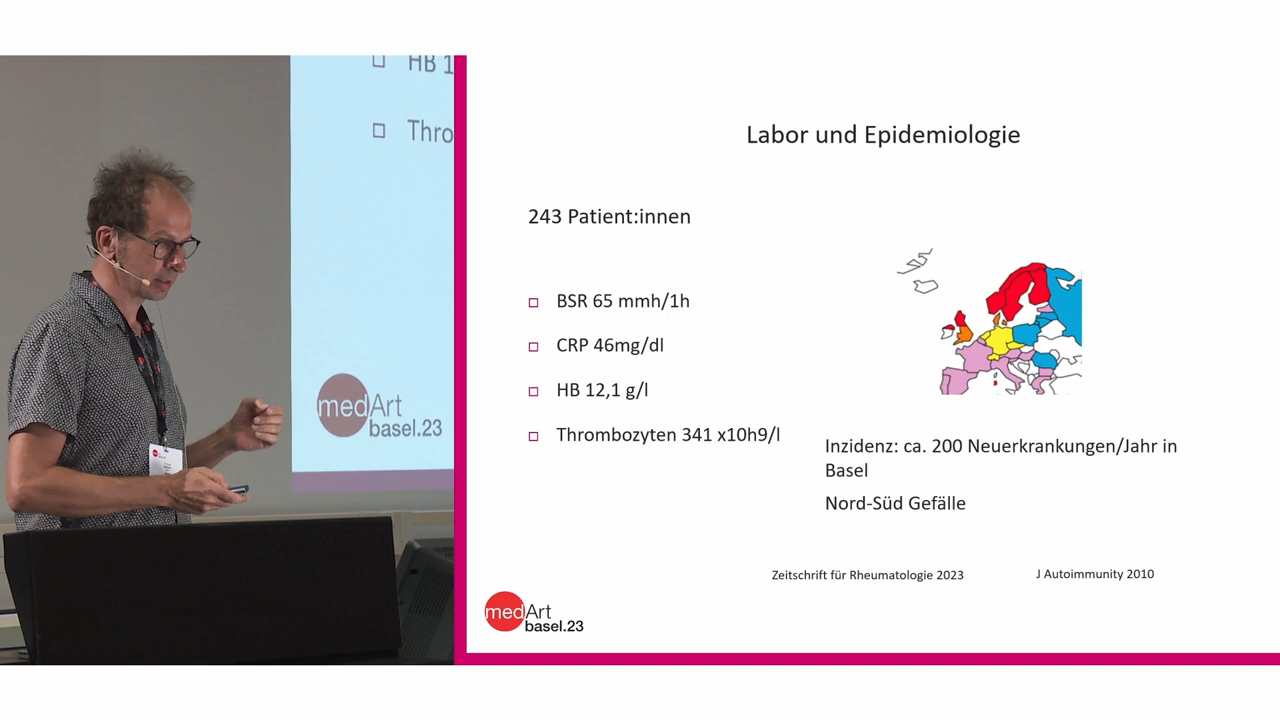 HB 1
Thro
medArt
basel.23
Labor und Epidemiologie
243 Patient:innen
BSR 65 mmh/1h
CRP 46mg/dl
HB 12,1 g/l
Thrombozyten 341 x10h9/l
Inzidenz: ca. 200 Neuerkrankungen/Jahr in
Basel
Nord-Süd Gefälle
Zeitschrift für Rheumatologie 2023
J Autoimmunity 2010
medArt
basel.23